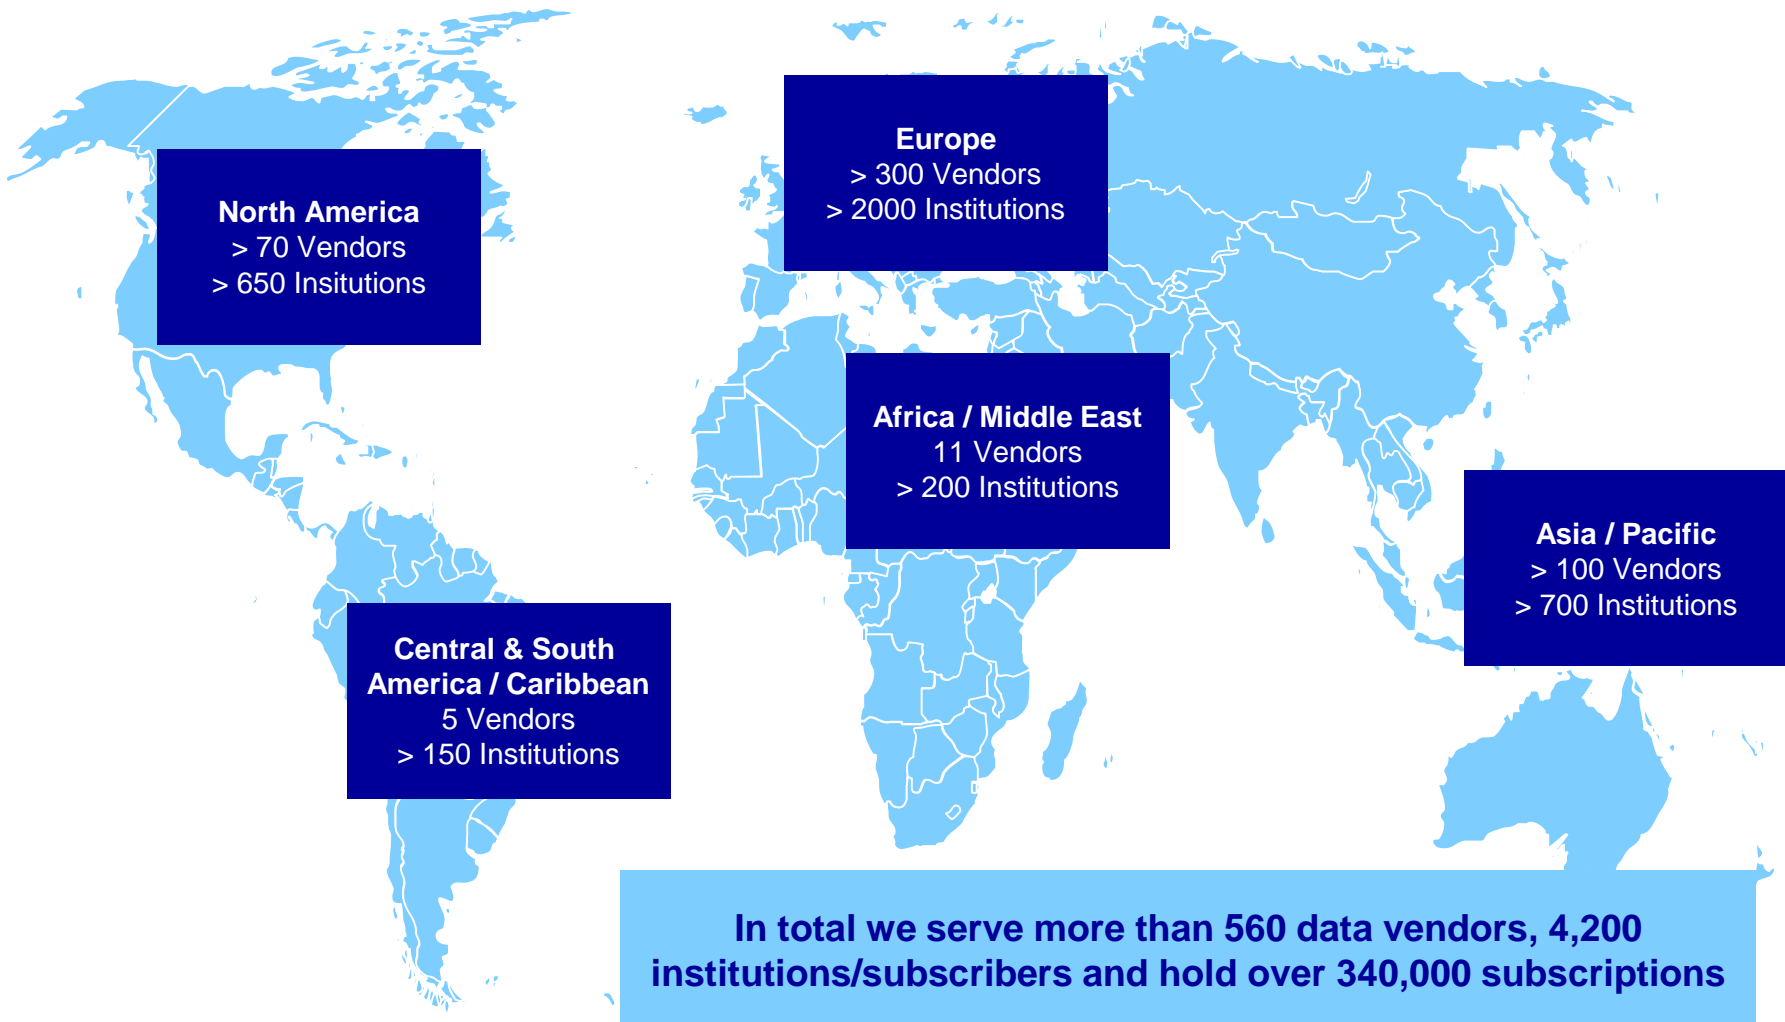 Europe
> 300 Vendors
> 2000 Institutions
North America
> 70 Vendors
> 650 Insitutions
Africa / Middle East
11 Vendors
> 200 Institutions
Asia / Pacific
> 100 Vendors
> 700 Institutions
Central & South
America / Caribbean
5 Vendors
> 150 Institutions
In total we serve more than 560 data vendors, 4,200
institutions/subscribers and hold over 340,000 subscriptions